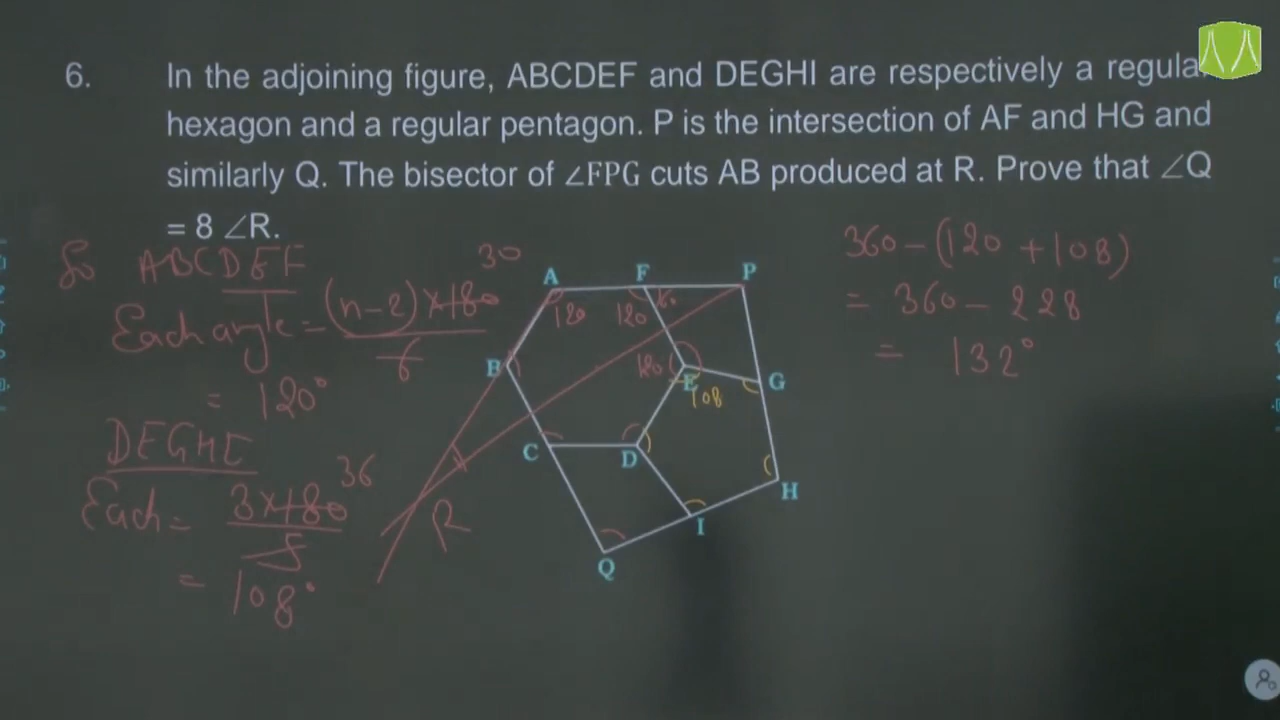 6. In the adjoining figure, ABCDEF and DEGHI are respectively a regular
hexagon and a regular pentagon. P is the intersection of AF and HG and
similarly Q. The bisector of ∠FPG cuts AB produced at R. Prove that ∠Q
= 8 ∠R.
ABCDEF
Each angle = (n-2)×180 30
6
= 120°
DEGHI
Each = 3×180 36
5
= 108°
360 - (120 + 108)
= 360 - 228
= 132°
A F P
120 120
B 120 E G
108
C D
R H
I
Q